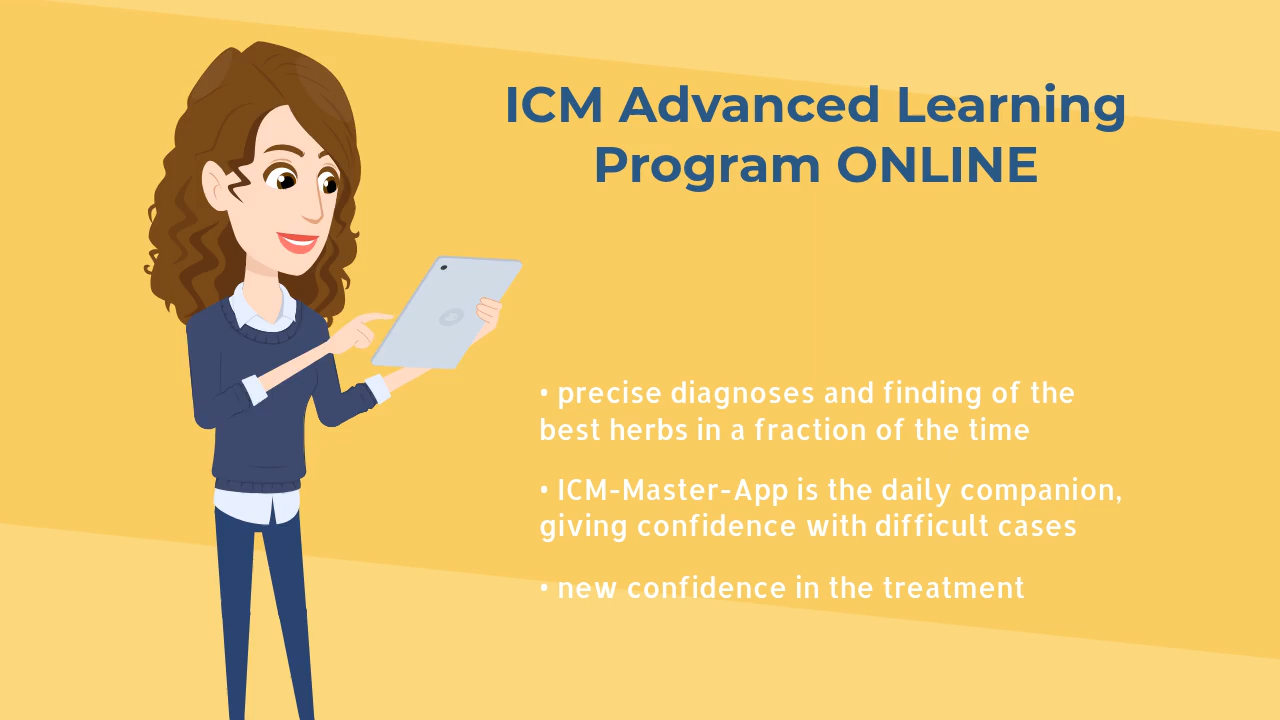 ICM Advanced Learning
Program ONLINE
• precise diagnoses and finding of the
best herbs in a fraction of the time
• ICM-Master-App is the daily companion,
giving confidence with difficult cases
• new confidence in the treatment